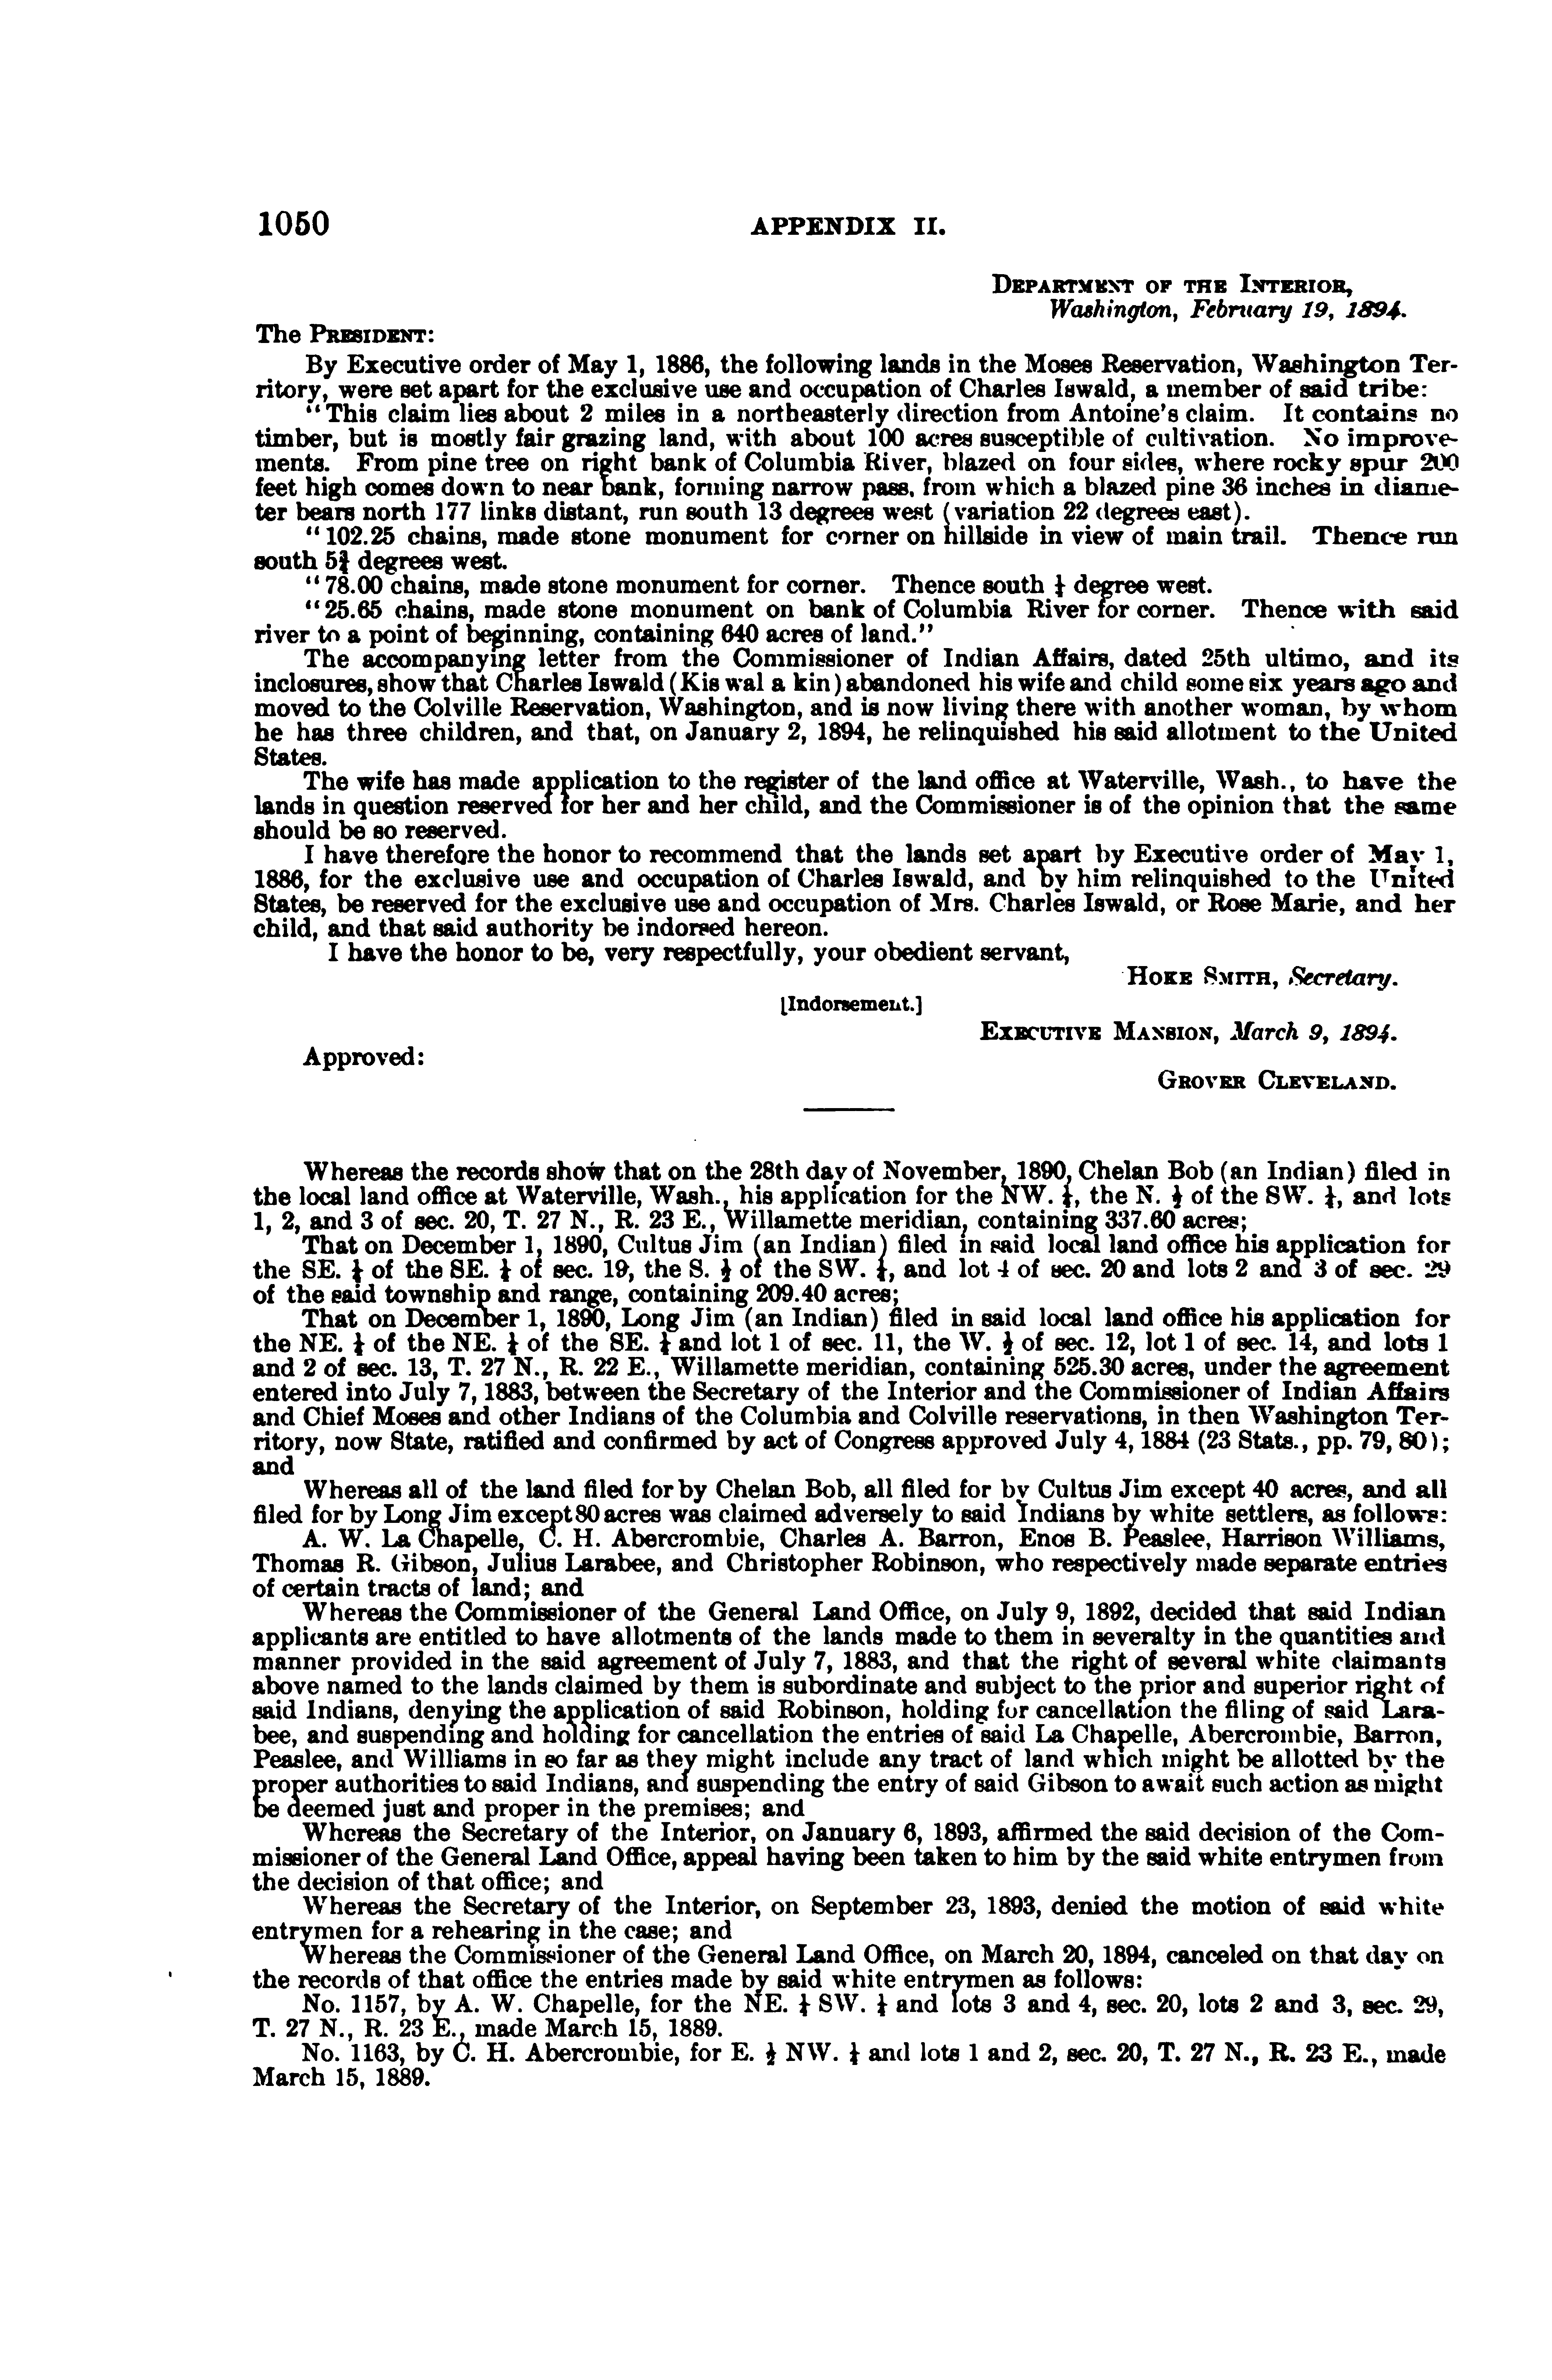 1050
APPENDIX II.
DEPARTMENT OF THE INTERIOR,
Washington, February 19, 1894.
The PRESIDENT:
By Executive order of May 1, 1886, the following lands in the Moses Reservation, Washington Ter-
ritory, were set apart for the exclusive use and occupation of Charles Iswald, a member of said tribe:
"This claim lies about 2 miles in a northeasterly direction from Antoine's claim. It contains no
timber, but is mostly fair grazing land, with about 100 acres susceptible of cultivation. No improve-
ments. From pine tree on right bank of Columbia River, blazed on four sides, where rocky spur 200
feet high comes down to near bank, forming narrow pass, from which a blazed pine 36 inches in diame-
ter bears north 177 links distant, run south 13 degrees west (variation 22 degrees east).
"102.25 chains, made stone monument for corner on hillside in view of main trail. Thence run
south 5¾ degrees west.
"78.00 chains, made stone monument for corner. Thence south ¼ degree west.
"25.65 chains, made stone monument on bank of Columbia River for corner. Thence with said
river to a point of beginning, containing 640 acres of land."
The accompanying letter from the Commissioner of Indian Affairs, dated 25th ultimo, and its
inclosures, show that Charles Iswald (Kis wal a kin) abandoned his wife and child some six years ago and
moved to the Colville Reservation, Washington, and is now living there with another woman, by whom
he has three children, and that, on January 2, 1894, he relinquished his said allotment to the United
States.
The wife has made application to the register of the land office at Waterville, Wash., to have the
lands in question reserved for her and her child, and the Commissioner is of the opinion that the same
should be so reserved.
I have therefore the honor to recommend that the lands set apart by Executive order of May 1,
1886, for the exclusive use and occupation of Charles Iswald, and by him relinquished to the United
States, be reserved for the exclusive use and occupation of Mrs. Charles Iswald, or Rose Marie, and her
child, and that said authority be indorsed hereon.
I have the honor to be, very respectfully, your obedient servant,
HOKE SMITH, Secretary.
[Indorsement.]
EXECUTIVE MANSION, March 9, 1894.
Approved:
GROVER CLEVELAND.
Whereas the records show that on the 28th day of November, 1890, Chelan Bob (an Indian) filed in
the local land office at Waterville, Wash., his application for the NW. ¼, the N. ½ of the SW. ¼, and lots
1, 2, and 3 of sec. 20, T. 27 N., R. 23 E., Willamette meridian, containing 337.60 acres;
That on December 1, 1890, Cultus Jim (an Indian) filed in said local land office his application for
the SE. ¼ of the SE. ¼ of sec. 19, the S. ½ of the SW. ¼, and lot 4 of sec. 20 and lots 2 and 3 of sec. 29
of the said township and range, containing 209.40 acres;
That on December 1, 1890, Long Jim (an Indian) filed in said local land office his application for
the NE. ¼ of the NE. ¼ of the SE. ¼ and lot 1 of sec. 11, the W. ½ of sec. 12, lot 1 of sec. 14, and lots 1
and 2 of sec. 13, T. 27 N., R. 22 E., Willamette meridian, containing 525.30 acres, under the agreement
entered into July 7, 1883, between the Secretary of the Interior and the Commissioner of Indian Affairs
and Chief Moses and other Indians of the Columbia and Colville reservations, in then Washington Ter-
ritory, now State, ratified and confirmed by act of Congress approved July 4, 1884 (23 Stats., pp. 79, 80);
and
Whereas all of the land filed for by Chelan Bob, all filed for by Cultus Jim except 40 acres, and all
filed for by Long Jim except 80 acres was claimed adversely to said Indians by white settlers, as follows:
A. W. La Chapelle, C. H. Abercrombie, Charles A. Barron, Enos B. Peaslee, Harrison Williams,
Thomas R. Gibson, Julius Larabee, and Christopher Robinson, who respectively made separate entries
of certain tracts of land; and
Whereas the Commissioner of the General Land Office, on July 9, 1892, decided that said Indian
applicants are entitled to have allotments of the lands made to them in severalty in the quantities and
manner provided in the said agreement of July 7, 1883, and that the right of several white claimants
above named to the lands claimed by them is subordinate and subject to the prior and superior right of
said Indians, denying the application of said Robinson, holding for cancellation the filing of said Lara-
bee, and suspending and holding for cancellation the entries of said La Chapelle, Abercrombie, Barron,
Peaslee, and Williams in so far as they might include any tract of land which might be allotted by the
proper authorities to said Indians, and suspending the entry of said Gibson to await such action as might
be deemed just and proper in the premises; and
Whereas the Secretary of the Interior, on January 6, 1893, affirmed the said decision of the Com-
missioner of the General Land Office, appeal having been taken to him by the said white entrymen from
the decision of that office; and
Whereas the Secretary of the Interior, on September 23, 1893, denied the motion of said white
entrymen for a rehearing in the case; and
Whereas the Commissioner of the General Land Office, on March 20, 1894, canceled on that day on
the records of that office the entries made by said white entrymen as follows:
No. 1157, by A. W. Chapelle, for the NE. ¼ SW. ¼ and lots 3 and 4, sec. 20, lots 2 and 3, sec. 29,
T. 27 N., R. 23 E., made March 15, 1889.
No. 1163, by C. H. Abercrombie, for E. ½ NW. ¼ and lots 1 and 2, sec. 20, T. 27 N., R. 23 E., made
March 15, 1889.